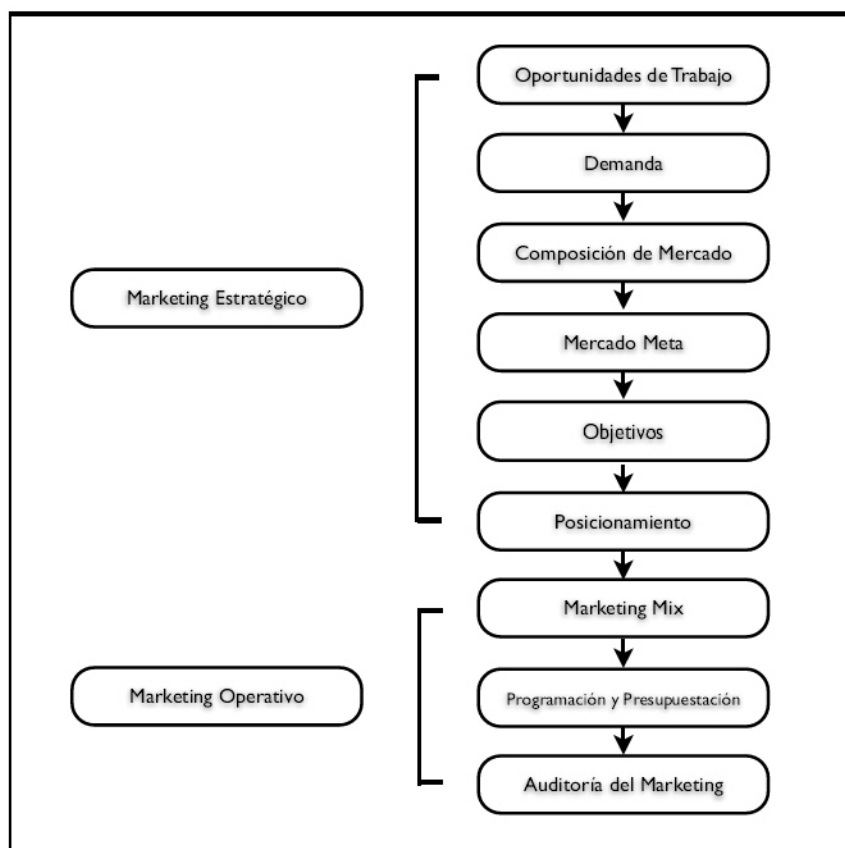 Oportunidades de Trabajo
Demanda
Composición de Mercado
Marketing Estratégico
Mercado Meta
Objetivos
Posicionamiento
Marketing Mix
Marketing Operativo
Programación y Presupuestación
Auditoría del Marketing